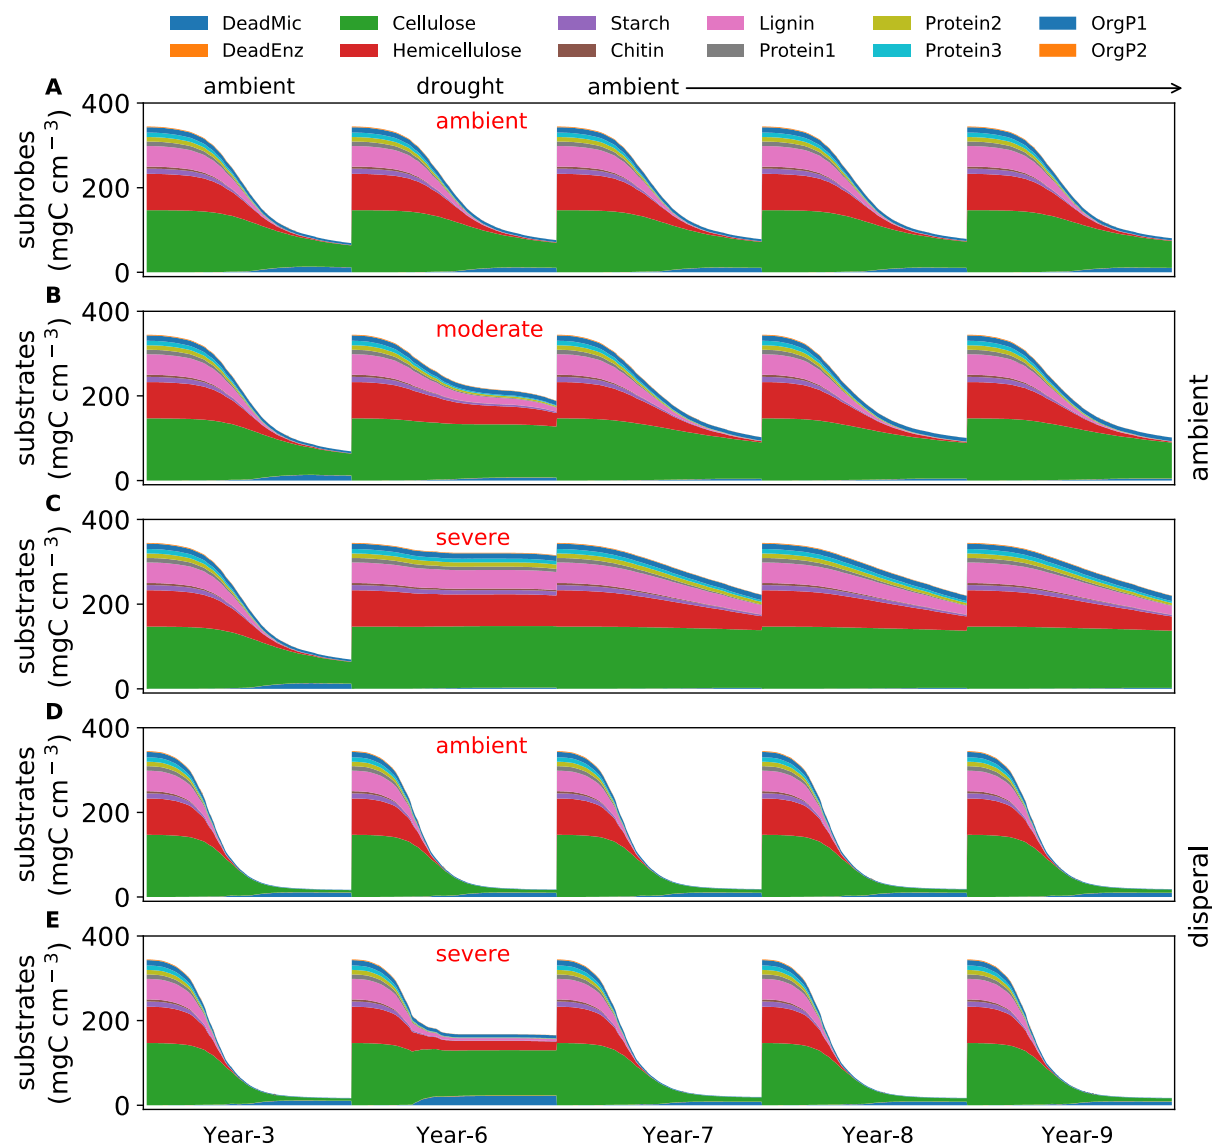 DeadMic Cellulose Starch Lignin Protein2 OrgP1
DeadEnz Hemicellulose Chitin Protein1 Protein3 OrgP2
ambient drought ambient
A
400
200
0
subrobes
(mgC cm−3)
ambient
B
400
200
0
substrates
(mgC cm−3)
moderate
ambient
C
400
200
0
substrates
(mgC cm−3)
severe
D
400
200
0
substrates
(mgC cm−3)
ambient
disperal
E
400
200
0
substrates
(mgC cm−3)
severe
Year-3 Year-6 Year-7 Year-8 Year-9